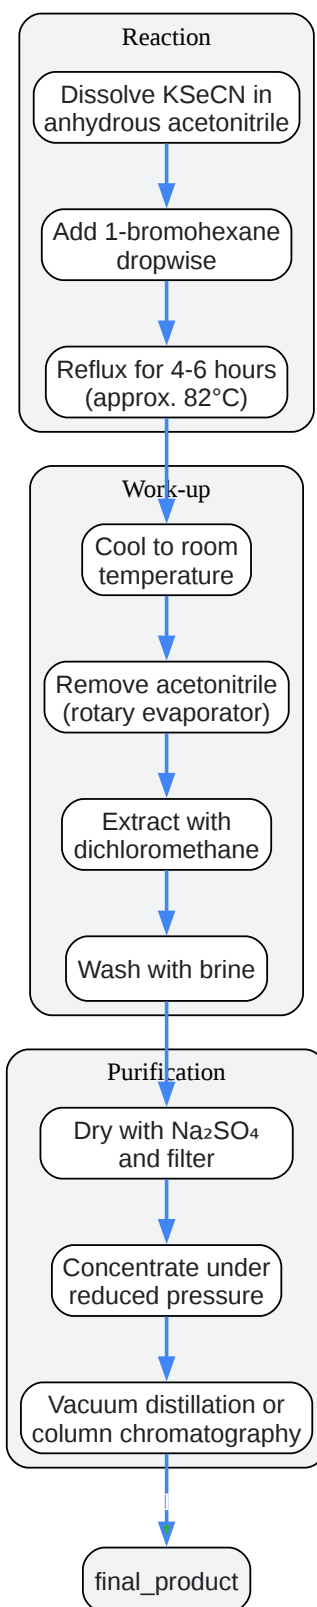 Reaction
Dissolve KSeCN in
anhydrous acetonitrile
Add 1-bromohexane
dropwise
Reflux for 4-6 hours
(approx. 82°C)
Work-up
Cool to room
temperature
Remove acetonitrile
(rotary evaporator)
Extract with
dichloromethane
Wash with brine
Purification
Dry with Na₂SO₄
and filter
Concentrate under
reduced pressure
Vacuum distillation or
column chromatography
final_product